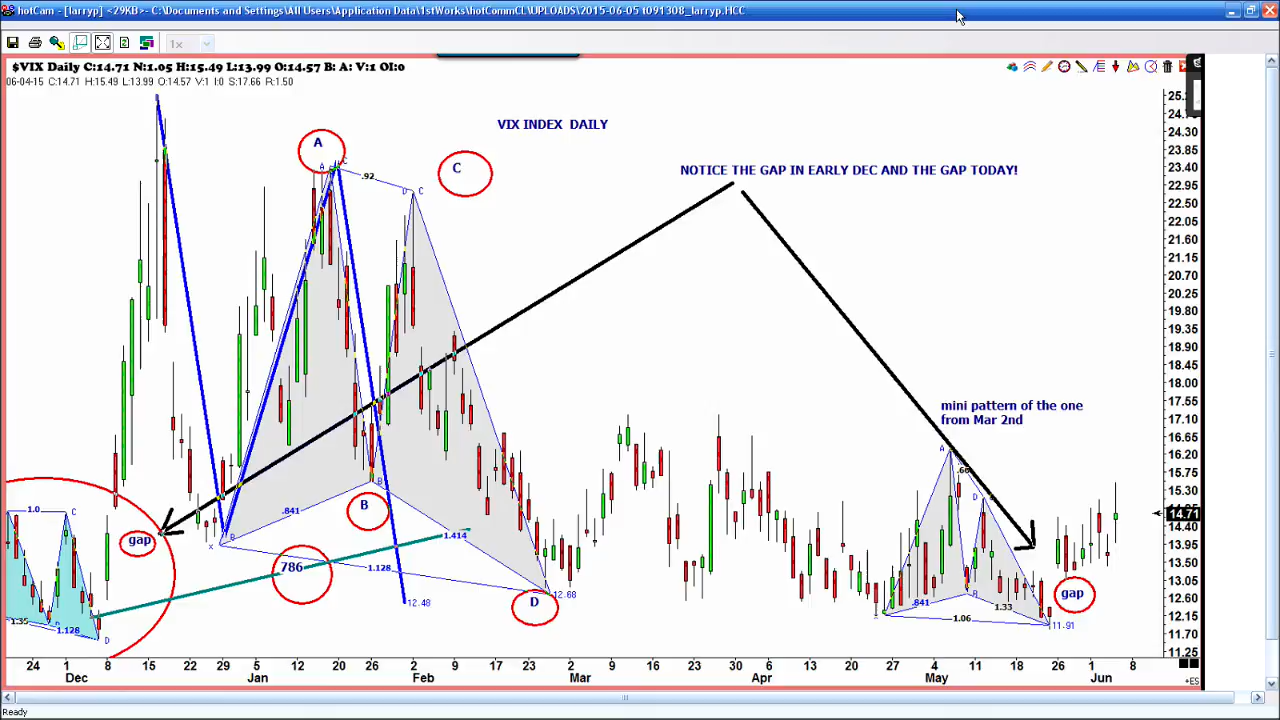 hotCam - [larryp] <29KB>- C:\Documents and Settings\All Users\Application Data\1stWorks\hotCommCL\UPLOADS\2015-06-05 t091308_larryp.HCC
1x
$VIX Daily C:14.71 N:1.05 H:15.49 L:13.99 O:14.57 B: A: V:1 OI:0
06-04-15 C:14.71 H:15.49 L:13.99 O:14.57 V:1 I:0 S:17.66 R:1.50
VIX INDEX DAILY
NOTICE THE GAP IN EARLY DEC AND THE GAP TODAY!
A
C
A
C
.92
D
C
mini pattern of the one
from Mar 2nd
A
.66
D
B
.841
B
X
B
1.0
C
gap
1.414
786
1.128
12.48
D
12.68
1.35
1.128
D
.841
B
1.33
1.06
11.91
gap
24.30
23.85
23.40
22.95
22.50
22.05
21.60
21.15
20.70
20.25
19.80
19.35
18.90
18.45
18.00
17.55
17.10
16.65
16.20
15.75
15.30
14.71
14.40
13.95
13.50
13.05
12.60
12.15
11.70
11.25
24 1 8 15 22 29 5 12 20 26 2 9 17 23 2 9 16 23 30 6 13 20 27 4 11 18 26 1 8
Dec Jan Feb Mar Apr May Jun
+ES
Ready